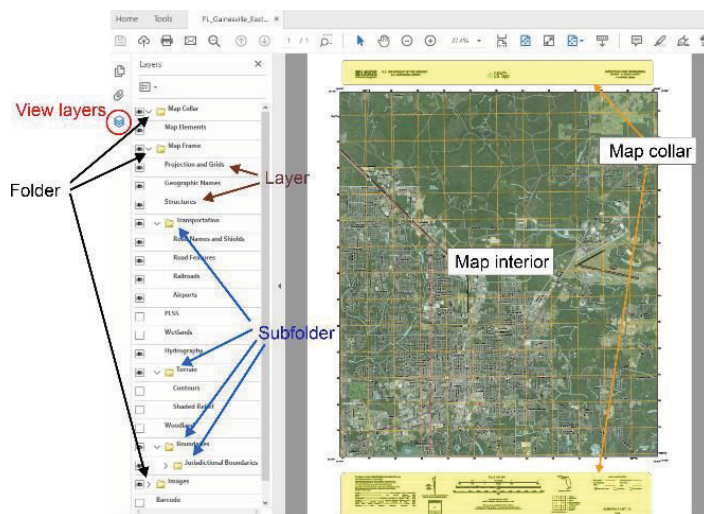 Home Tools FL_Gainesville_East... ×
1 / 1
Layers ×
View layers
Map Collar
Map Elements
Map Frame
Projection and Grids
Geographic Names
Structures
Transportation
Road Names and Shields
Road Features
Railroads
Airports
PLSS
Wetlands
Hydrography
Terrain
Contours
Shaded Relief
Woodland
Boundaries
Jurisdictional Boundaries
Images
Barcode
Folder
Layer
Subfolder
Map collar
Map interior